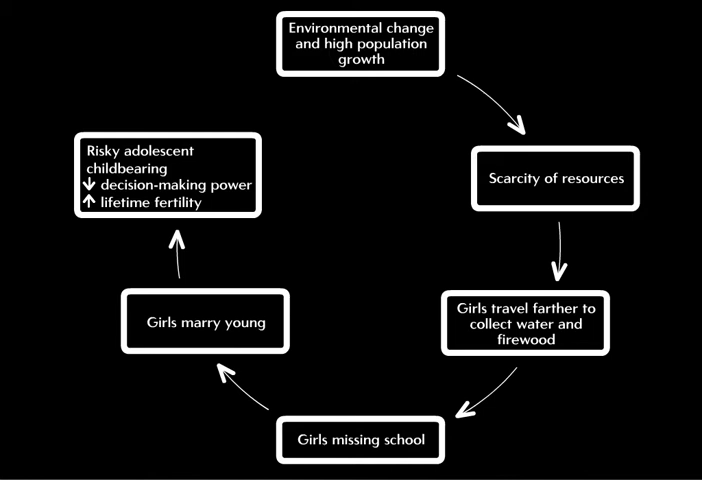 Environmental change
and high population
growth
Scarcity of resources
Girls travel farther to
collect water and
firewood
Girls missing school
Girls marry young
Risky adolescent
childbearing
↓ decision-making power
↑ lifetime fertility